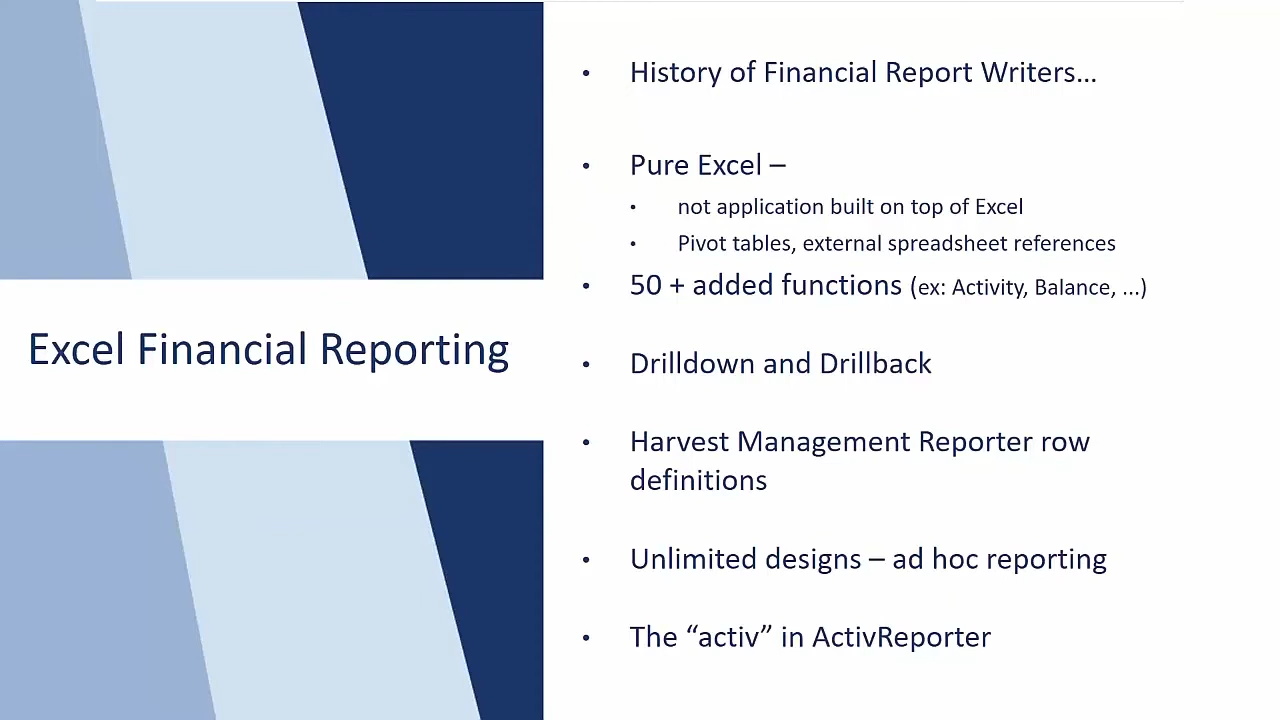 Excel Financial Reporting
• History of Financial Report Writers...
• Pure Excel –
• not application built on top of Excel
• Pivot tables, external spreadsheet references
• 50 + added functions (ex: Activity, Balance, ...)
• Drilldown and Drillback
• Harvest Management Reporter row
definitions
• Unlimited designs – ad hoc reporting
• The “activ” in ActivReporter